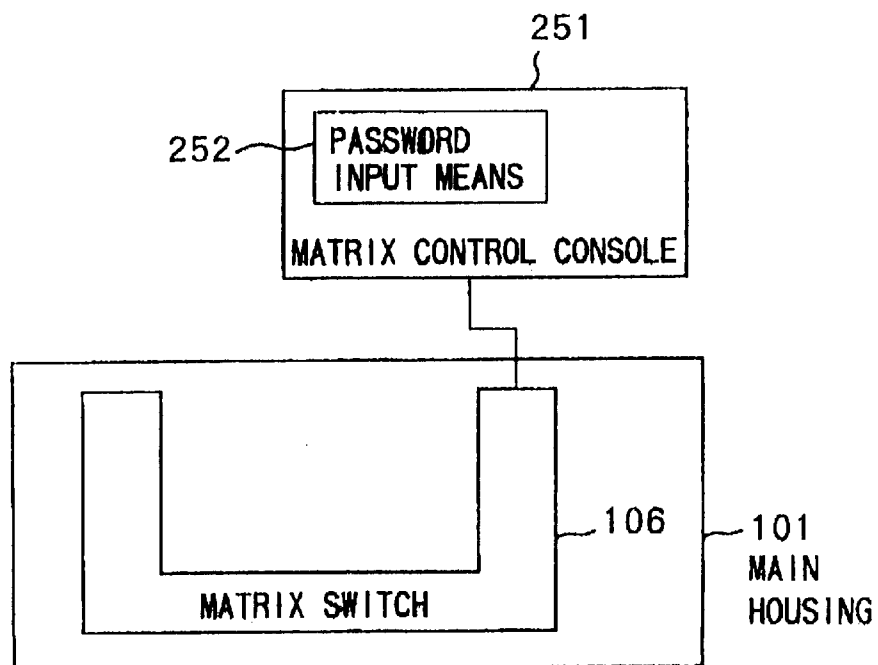 251
252
PASSWORD
INPUT MEANS
MATRIX CONTROL CONSOLE
106
101
MAIN
HOUSING
MATRIX SWITCH